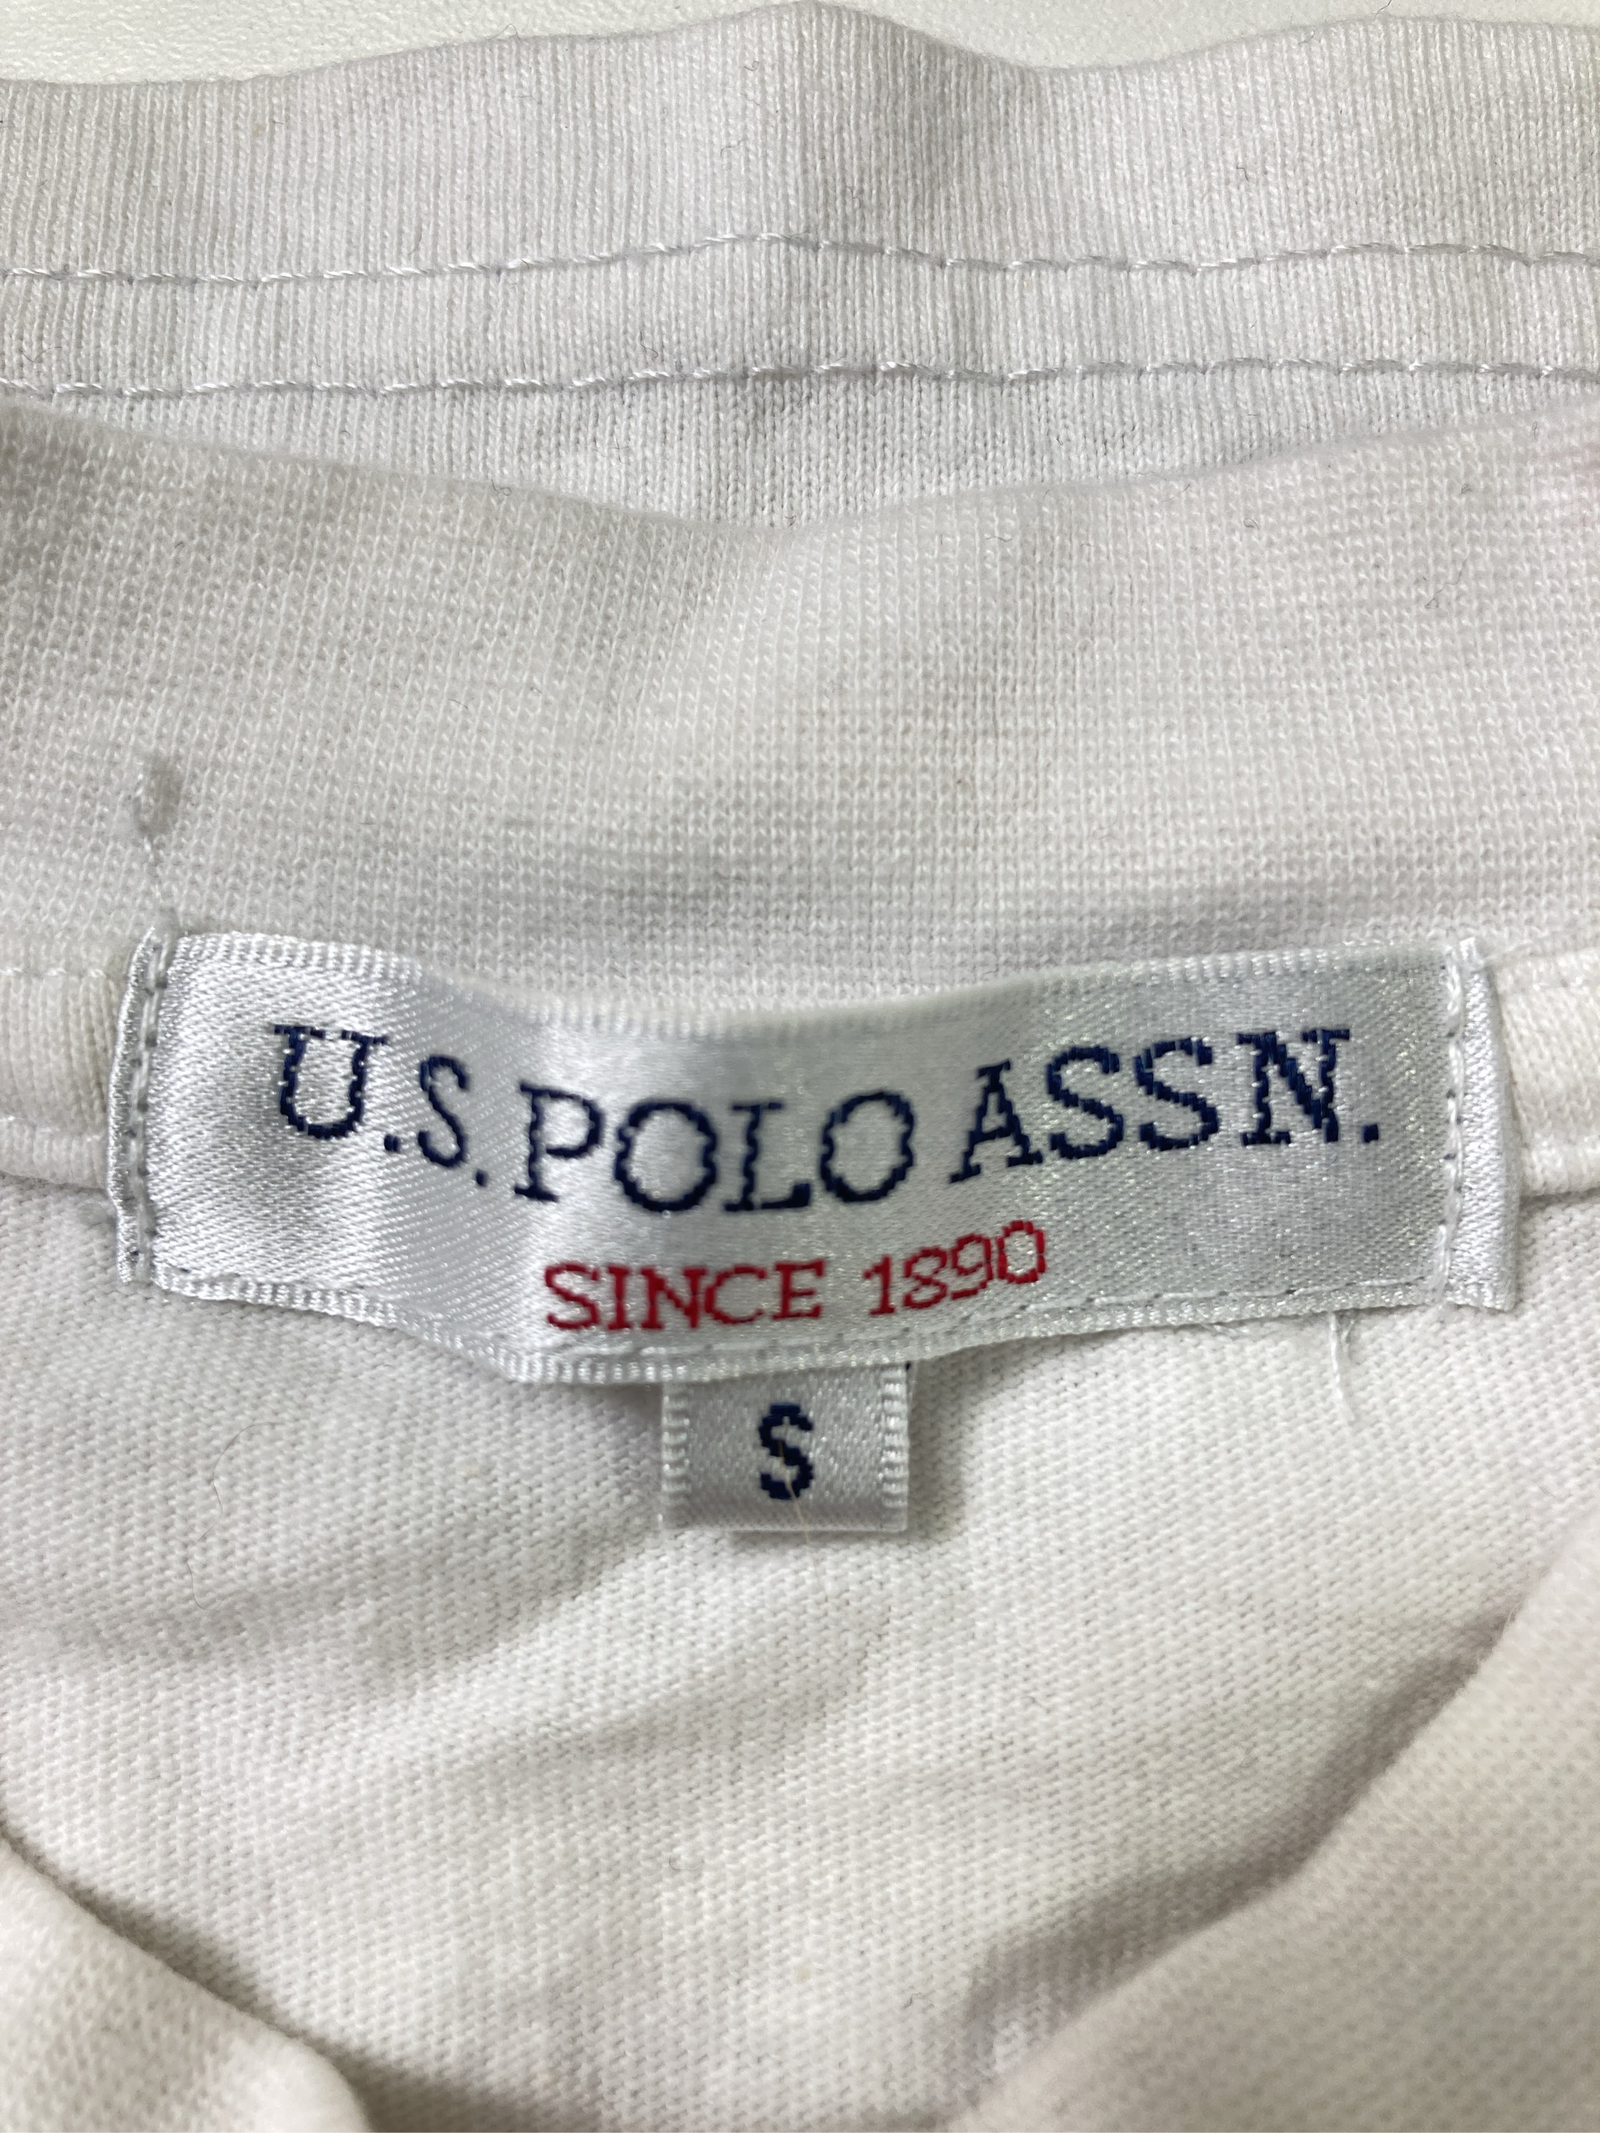 U.S. POLO ASSN.
SINCE 1890
S